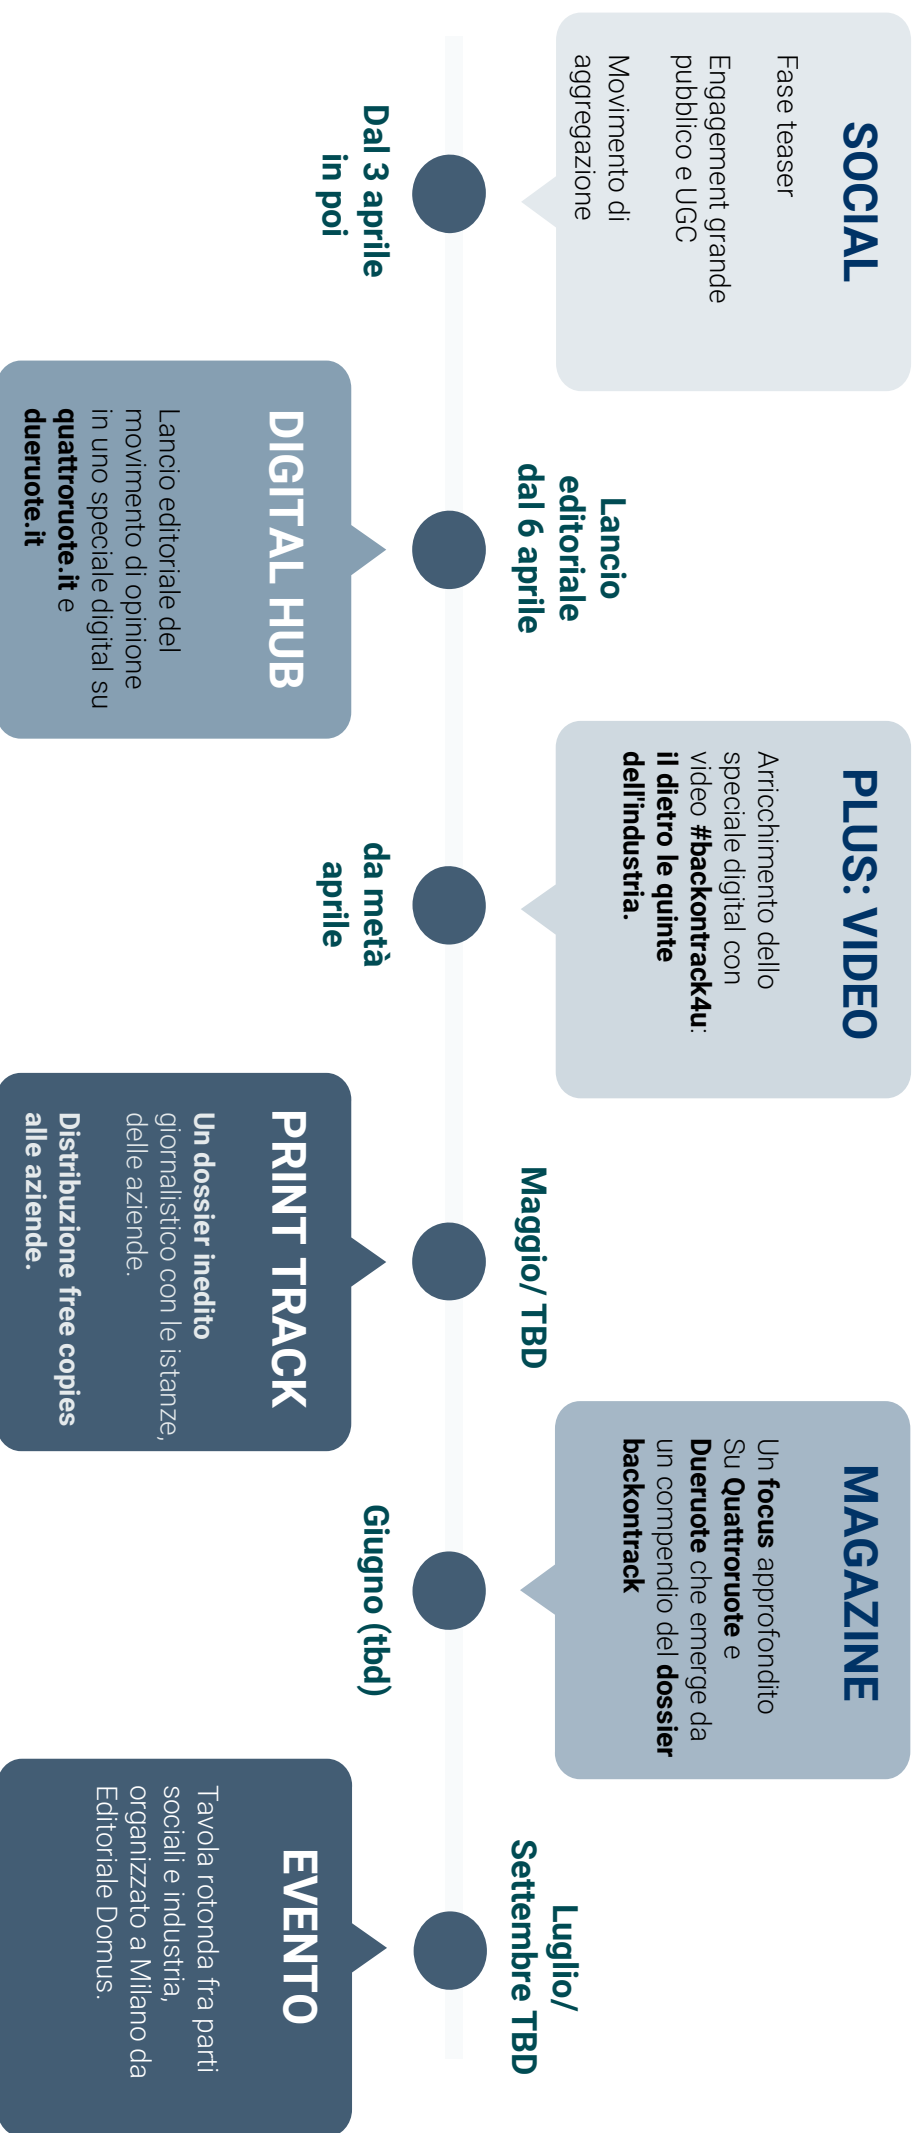 SOCIAL
Fase teaser
Engagement grande
pubblico e UGC
Movimento di
aggregazione
Dal 3 aprile
in poi
Lancio
editoriale
dal 6 aprile
DIGITAL HUB
Lancio editoriale del
movimento di opinione
in uno speciale digital su
quattroruote.it e
dueruote.it
PLUS: VIDEO
Arricchimento dello
speciale digital con
video #backontrack4u:
il dietro le quinte
dell'industria.
da metà
aprile
Maggio/ TBD
PRINT TRACK
Un dossier inedito
giornalistico con le istanze,
delle aziende.
Distribuzione free copies
alle aziende.
MAGAZINE
Un focus approfondito
Su Quattroruote e
Dueruote che emerge da
un compendio del dossier
backontrack
Giugno (tbd)
Luglio/
Settembre TBD
EVENTO
Tavola rotonda fra parti
sociali e industria,
organizzato a Milano da
Editoriale Domus.